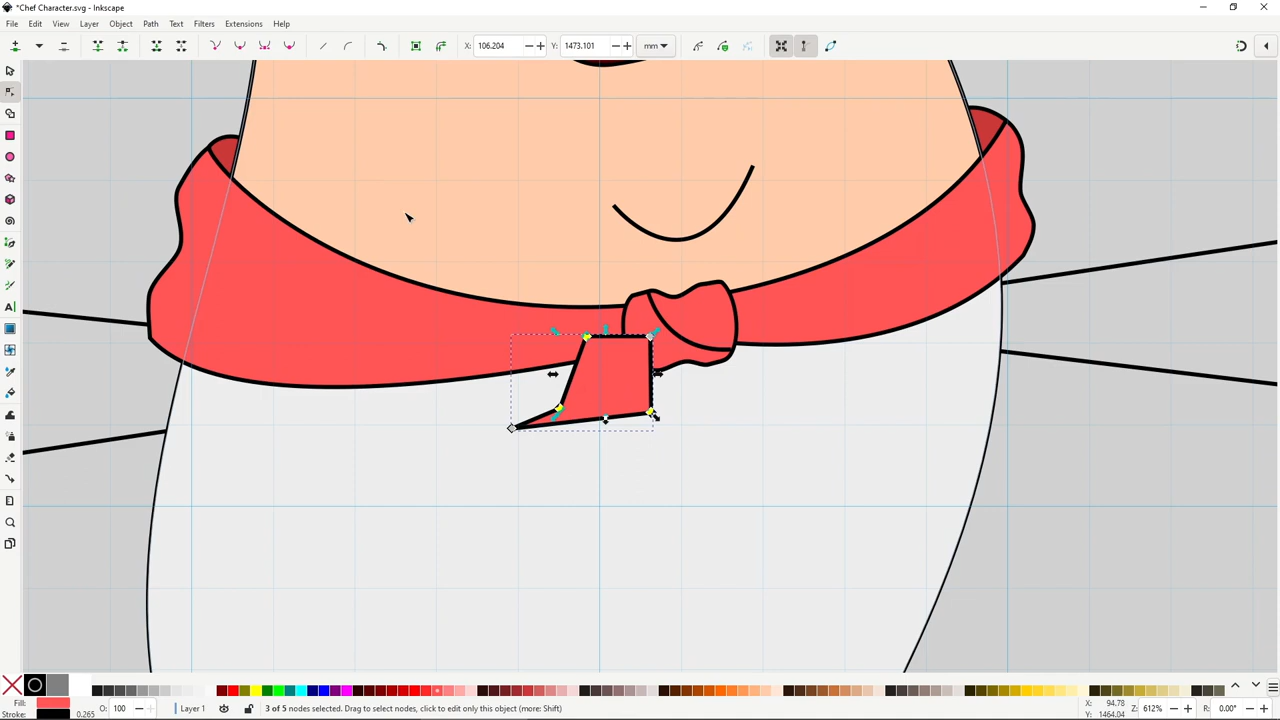 *Chef Character.svg - Inkscape
File Edit View Layer Object Path Text Filters Extensions Help
X: 106.204 Y: 1473.101 mm
Fill: Stroke: 0.265 O: 100 Layer 1 3 of 5 nodes selected. Drag to select nodes, click to edit only this object (more: Shift) X: 94.78 Y: 1464.04 Z: 612% R: 0.00°